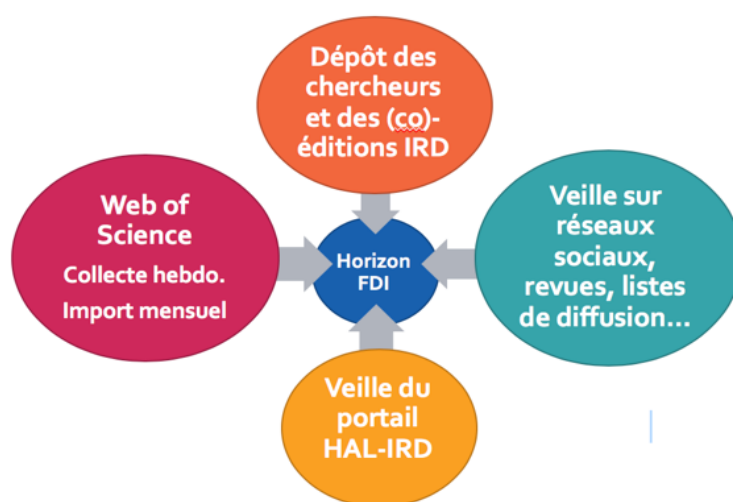 Dépôt des
chercheurs
et des (co)-
éditions IRD
Web of
Science
Collecte hebdo.
Import mensuel
Horizon
FDI
Veille sur
réseaux
sociaux,
revues, listes
de diffusion...
Veille du
portail
HAL-IRD